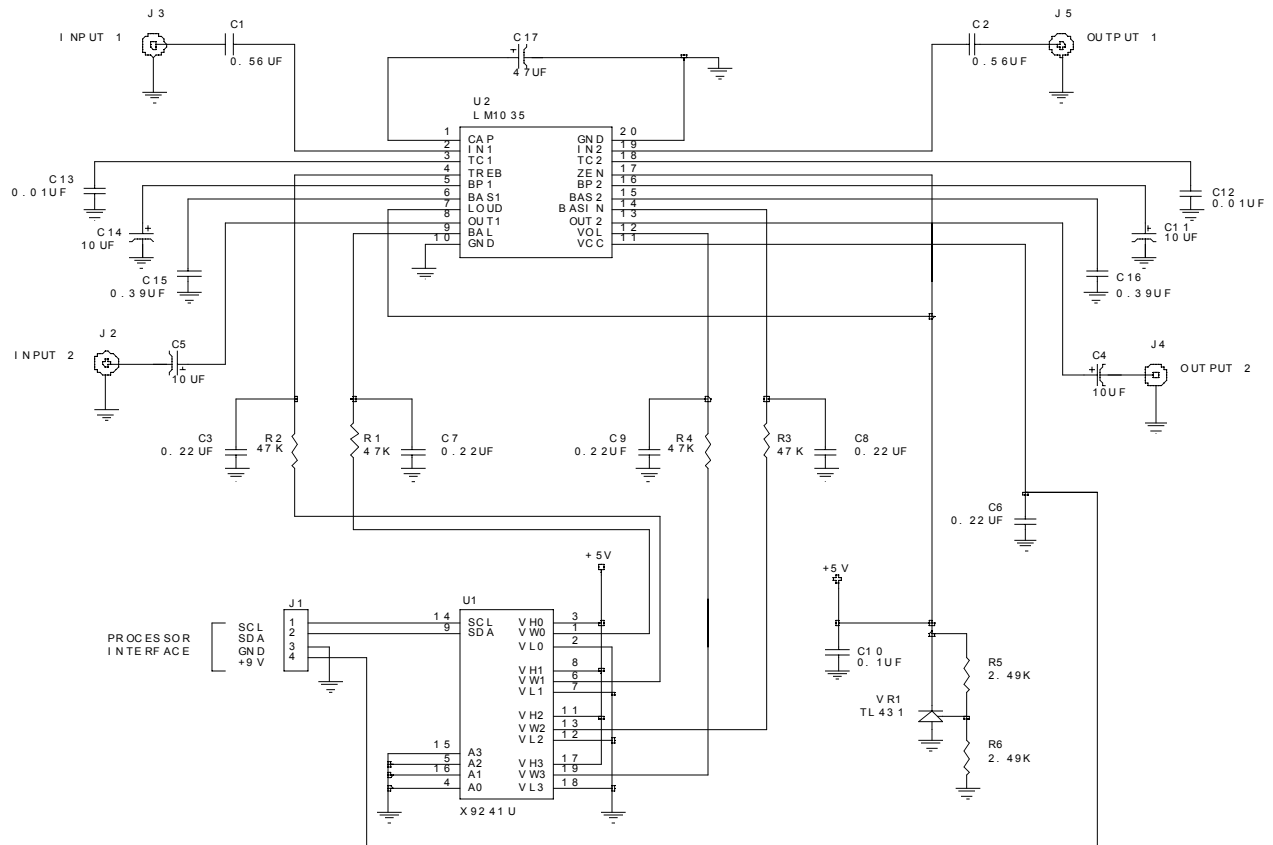 J3
INPUT 1
C1
0.56UF
C17
+
47UF
C2
0.56UF
J5
OUTPUT 1
U2
LM1035
1 CAP
2 IN1
3 TC1
4 TREB
5 BP1
6 BAS1
7 LOUD
8 OUT1
9 BAL
10 GND
GND 20
IN2 19
TC2 18
ZEN 17
BP2 16
BAS2 15
BASIN 14
OUT2 13
VOL 12
VCC 11
C13
0.01UF
C14
+
10UF
C15
0.39UF
C12
0.01UF
C11
+
10UF
C16
0.39UF
J2
INPUT 2
C5
+
10UF
C4
+
10UF
J4
OUTPUT 2
C3
0.22UF
R2
47K
R1
47K
C7
0.22UF
C9
0.22UF
R4
47K
R3
47K
C8
0.22UF
C6
0.22UF
+5V
+5V
U1
J1
PROCESSOR
INTERFACE
SCL 1
SDA 2
GND 3
+9V 4
14 SCL
9 SDA
15 A3
5 A2
16 A1
4 A0
VH0 3
VW0 1
VL0 2
VH1 8
VW1 6
VL1 7
VH2 11
VW2 13
VL2 12
VH3 17
VW3 19
VL3 18
X9241U
C10
0.1UF
VR1
TL431
R5
2.49K
R6
2.49K